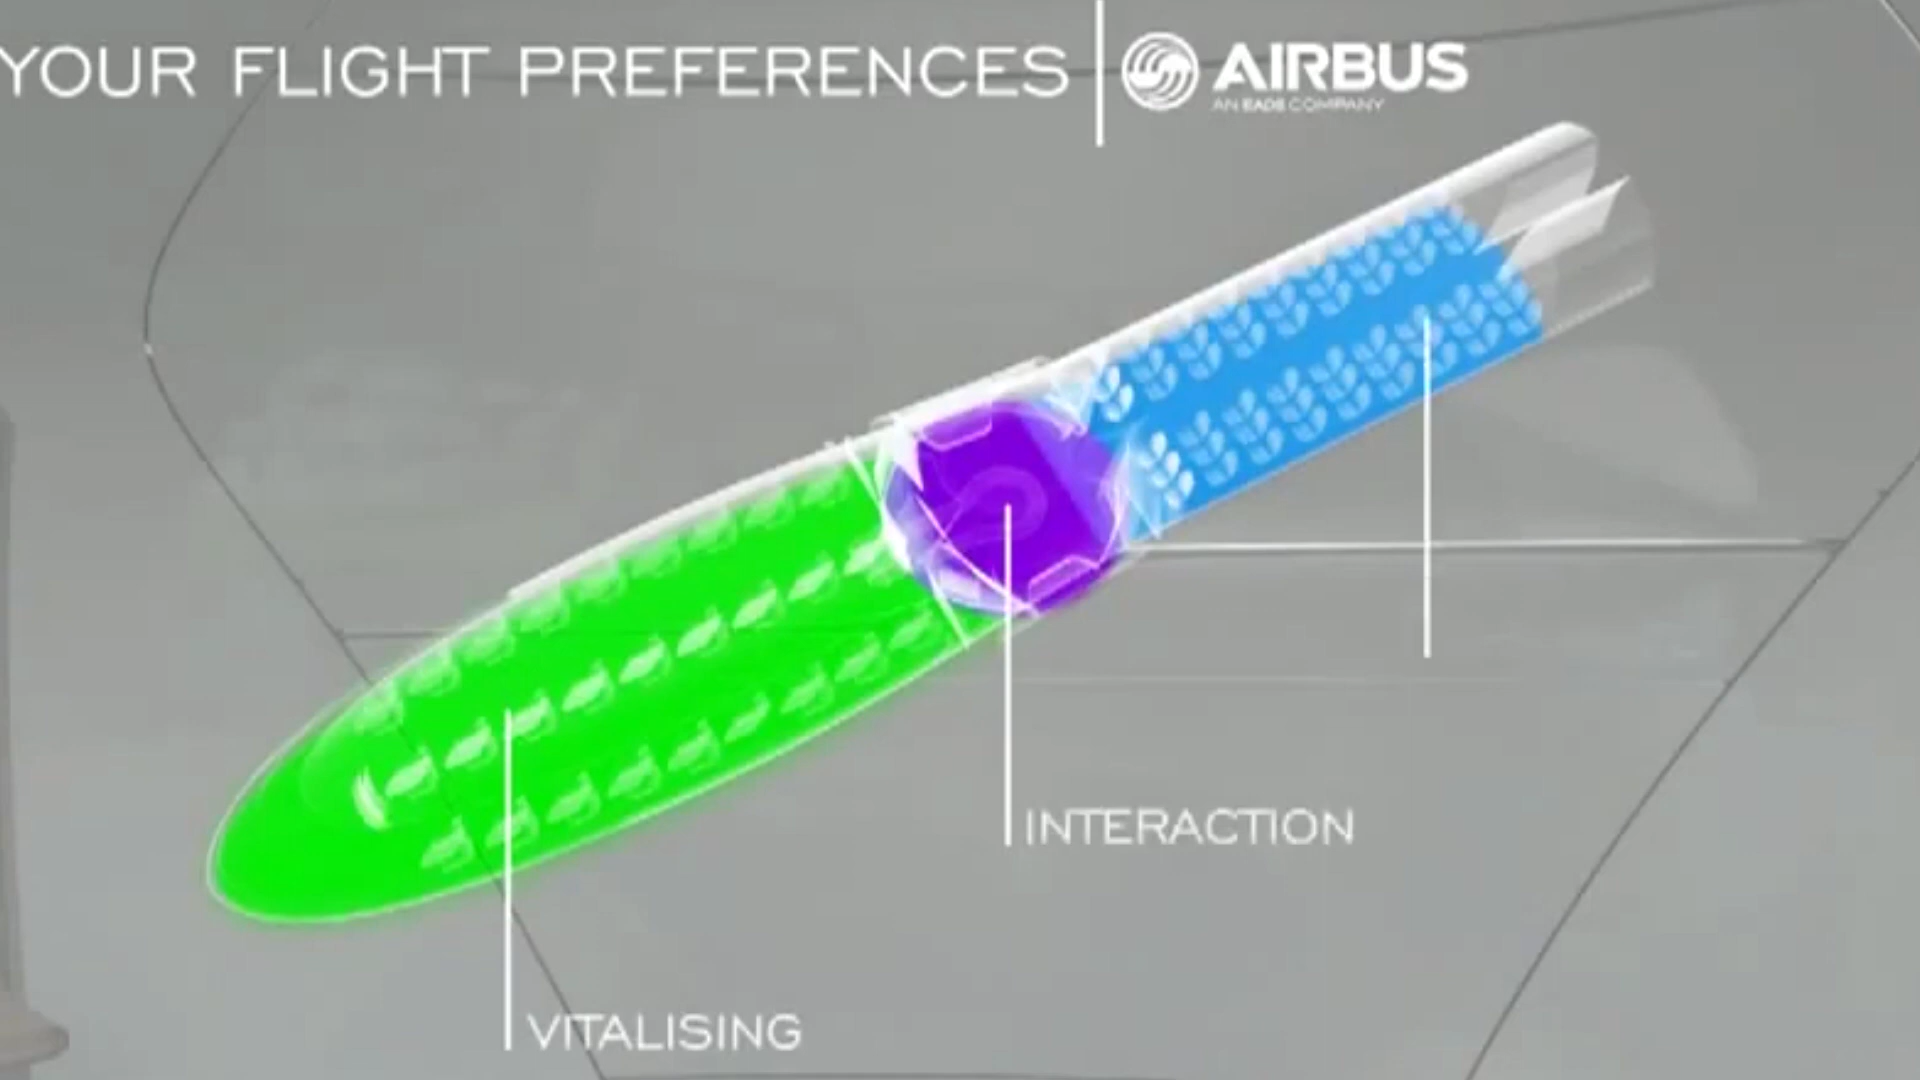 YOUR FLIGHT PREFERENCES
AIRBUS
AN EADS COMPANY
INTERACTION
VITALISING